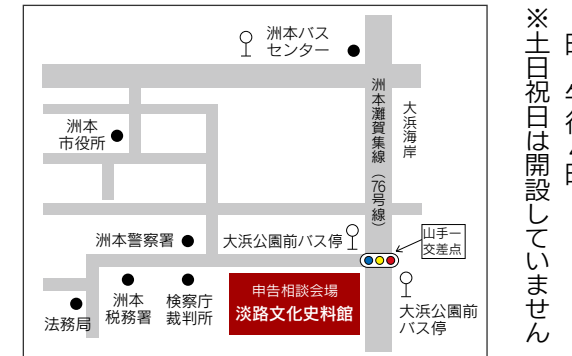 ※土日祝日は開設していません
洲本バス
センター
洲本灘賀集線(76号線)
大浜海岸
洲本
市役所
洲本警察署
大浜公園前バス停
山手一
交差点
洲本
税務署
検察庁
裁判所
法務局
申告相談会場
淡路文化史料館
大浜公園前
バス停